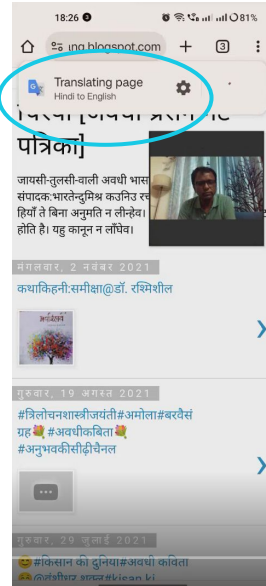 18:26
81%
ng.blogspot.com
3
Translating page
Hindi to English
पत्रिका]
जायसी-तुलसी-वाली अवधी भास
संपादक:भारतेन्दुमिश्र कउनिउ रच
हियाँ ते बिना अनुमति न लीन्हेव।
होति है। यहु कानून न लाँघेव।
मंगलवार, 2 नवंबर 2021
कथाकिहनी:समीक्षा@डॉ. रश्मिशील
गुरुवार, 19 अगस्त 2021
#त्रिलोचनशास्त्रीजयंती#अमोला#बरवैसं
ग्रह💐 #अवधीकबिता💐
#अनुभवकीसीढ़ीचैनल
गुरुवार, 29 जुलाई 2021
😊#किसान की दुनिया#अवधी कविता